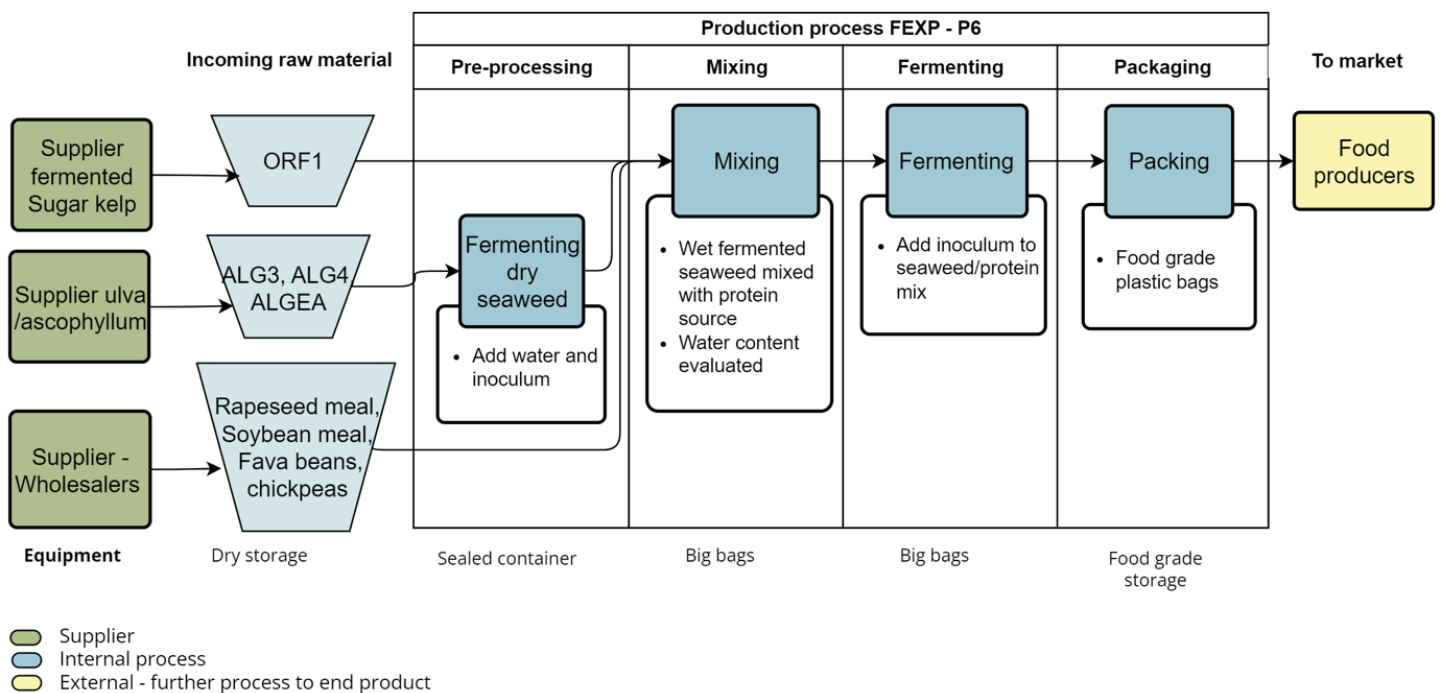 Production process FEXP - P6
Incoming raw material
Pre-processing
Mixing
Fermenting
Packaging
To market
Supplier
fermented
Sugar kelp
ORF1
Mixing
Fermenting
Packing
Food
producers
Supplier ulva
/ascophyllum
ALG3, ALG4,
ALGEA
Fermenting
dry
seaweed
• Add water and
inoculum
• Wet fermented
seaweed mixed
with protein
source
• Water content
evaluated
• Add inoculum to
seaweed/protein
mix
• Food grade
plastic bags
Supplier -
Wholesalers
Rapeseed meal,
Soybean meal,
Fava beans,
chickpeas
Equipment
Dry storage
Sealed container
Big bags
Big bags
Food grade
storage
Supplier
Internal process
External - further process to end product